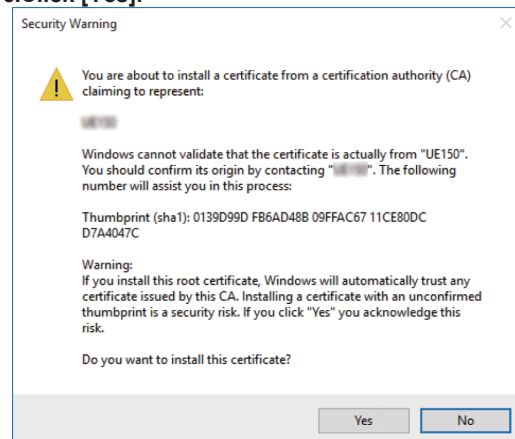 Click [Yes].
Security Warning
You are about to install a certificate from a certification authority (CA)
claiming to represent:
Windows cannot validate that the certificate is actually from "UE150".
You should confirm its origin by contacting " ". The following
number will assist you in this process:
Thumbprint (sha1): 0139D99D FB6AD48B 09FFAC67 11CE80DC
D7A4047C
Warning:
If you install this root certificate, Windows will automatically trust any
certificate issued by this CA. Installing a certificate with an unconfirmed
thumbprint is a security risk. If you click "Yes" you acknowledge this
risk.
Do you want to install this certificate?
Yes No